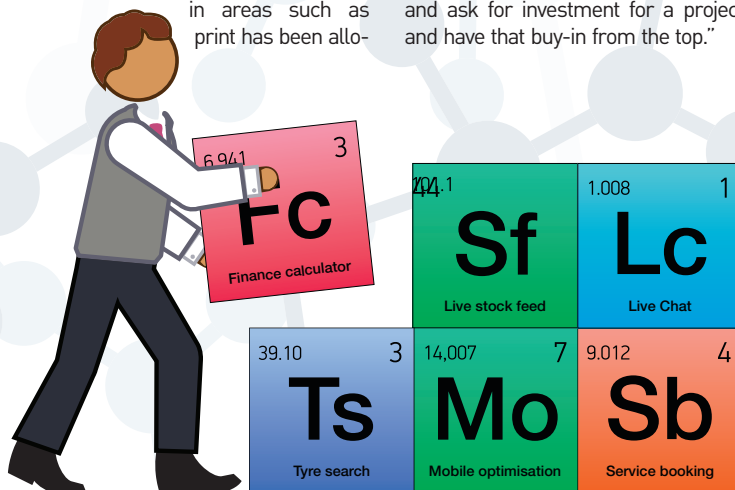 in areas such as
print has been allo-
and ask for investment for a projec
and have that buy-in from the top.”
6.941 3
Fc
Finance calculator
44 .1
Sf
Live stock feed
1.008 1
Lc
Live Chat
39.10 3
Ts
Tyre search
14,007 7
Mo
Mobile optimisation
9.012 4
Sb
Service booking